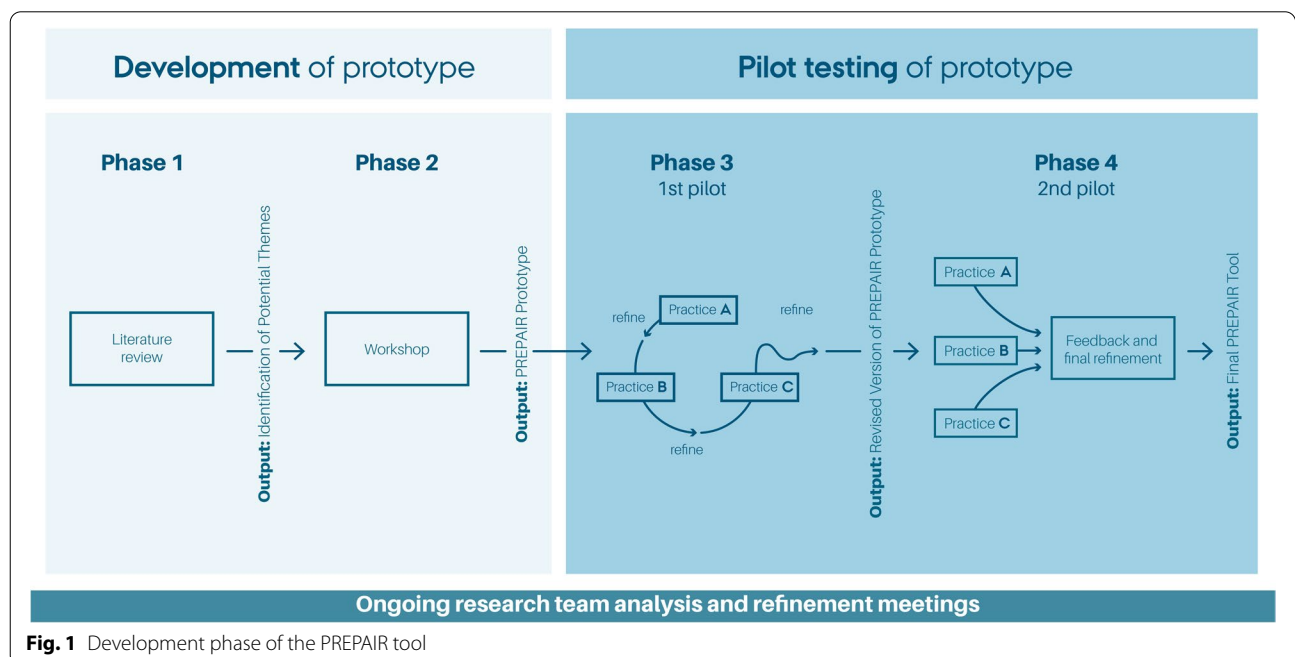 Development of prototype
Pilot testing of prototype
Phase 1
Phase 2
Phase 3
1st pilot
Phase 4
2nd pilot
Literature
review
Output: Identification of Potential Themes
Workshop
Output: PREPAIR Prototype
Practice A
refine
Practice B
refine
Practice C
refine
Output: Revised Version of PREPAIR Prototype
Practice A
Practice B
Practice C
Feedback and
final refinement
Output: Final PREPAIR Tool
Ongoing research team analysis and refinement meetings
Fig. 1 Development phase of the PREPAIR tool